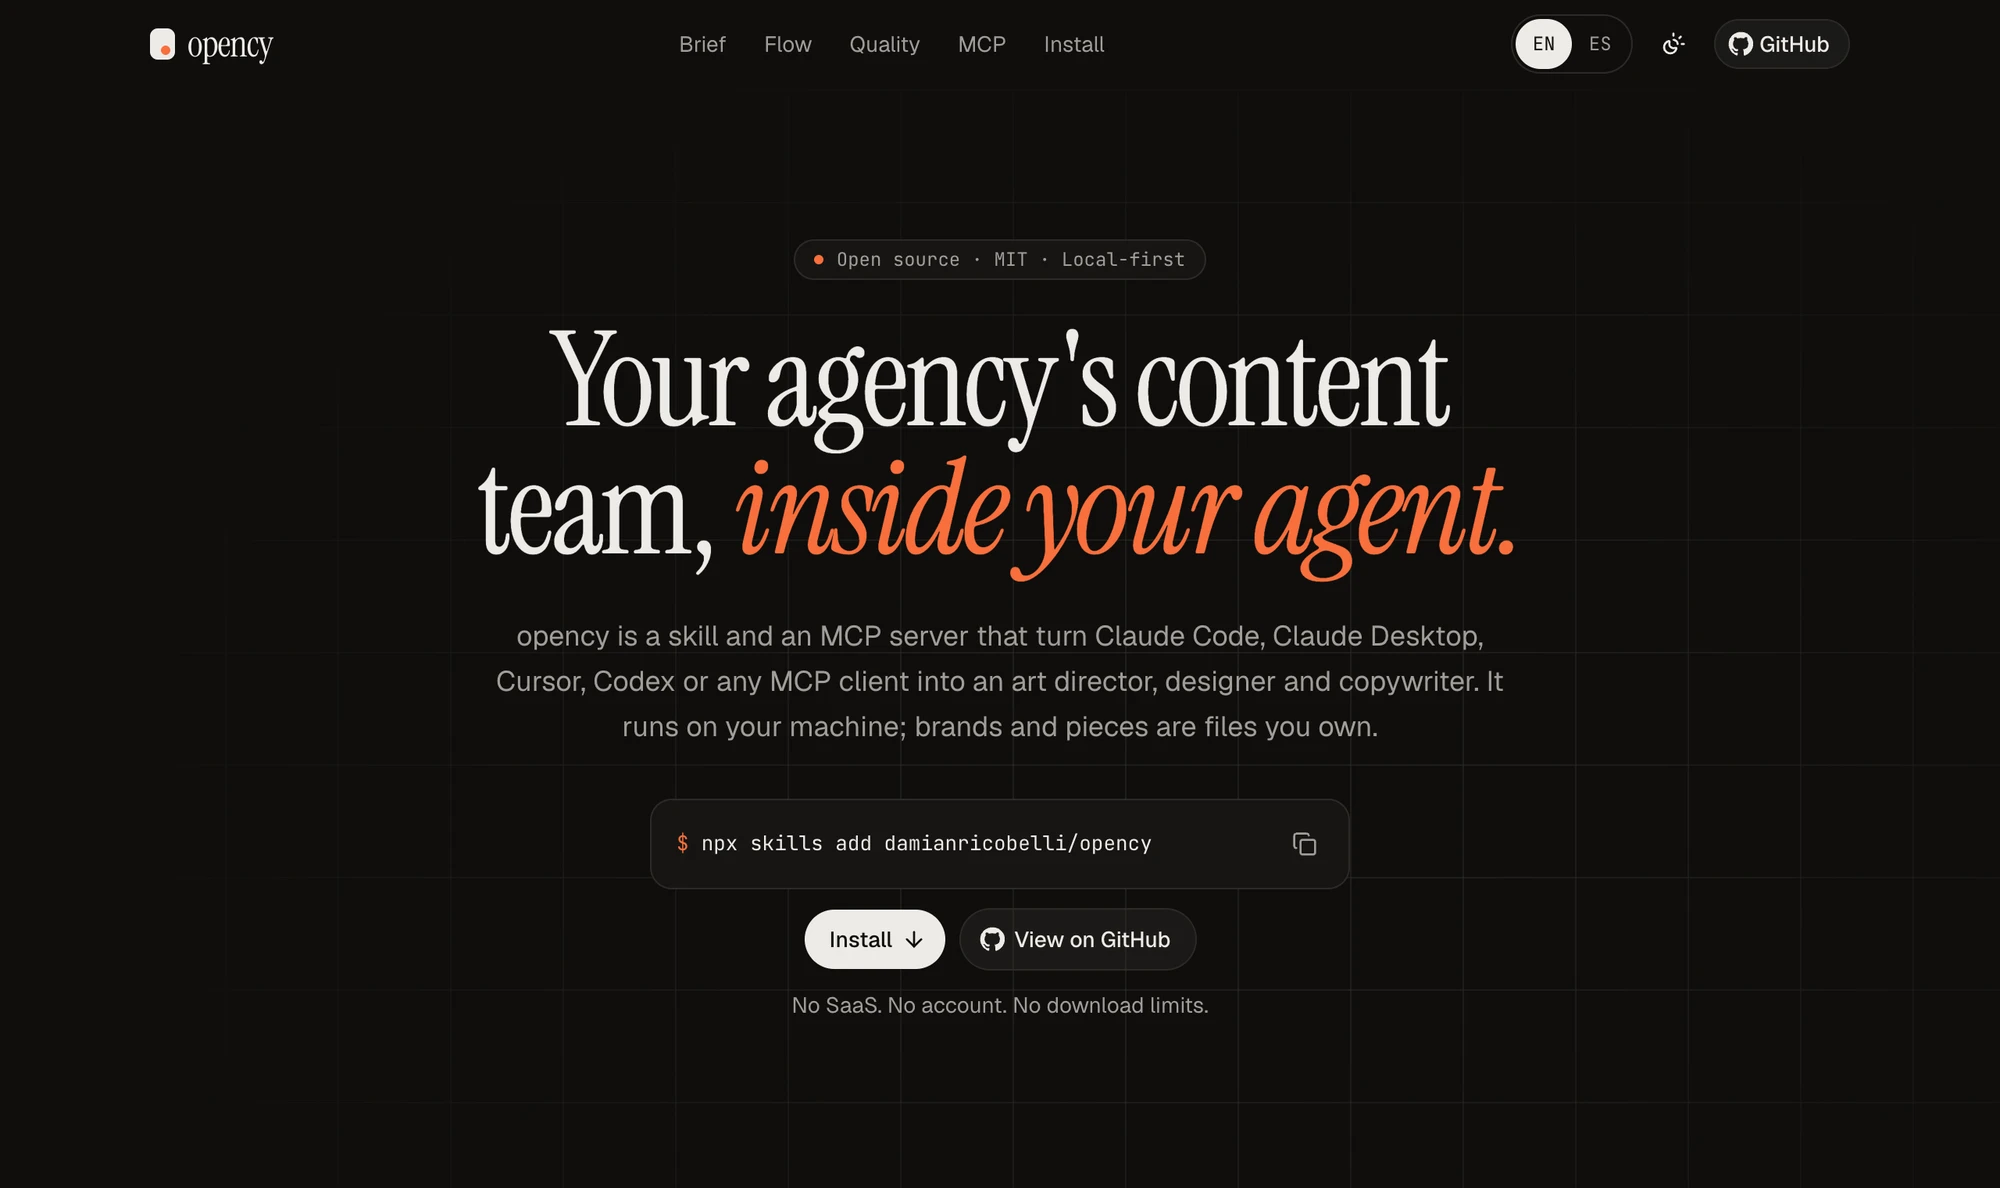 opency
Brief
Flow
Quality
MCP
Install
EN
ES
GitHub
Open source · MIT · Local-first
Your agency's content
team, inside your agent.
opency is a skill and an MCP server that turn Claude Code, Claude Desktop,
Cursor, Codex or any MCP client into an art director, designer and copywriter. It
runs on your machine; brands and pieces are files you own.
$ npx skills add damianricobelli/opency
Install ↓
View on GitHub
No SaaS. No account. No download limits.